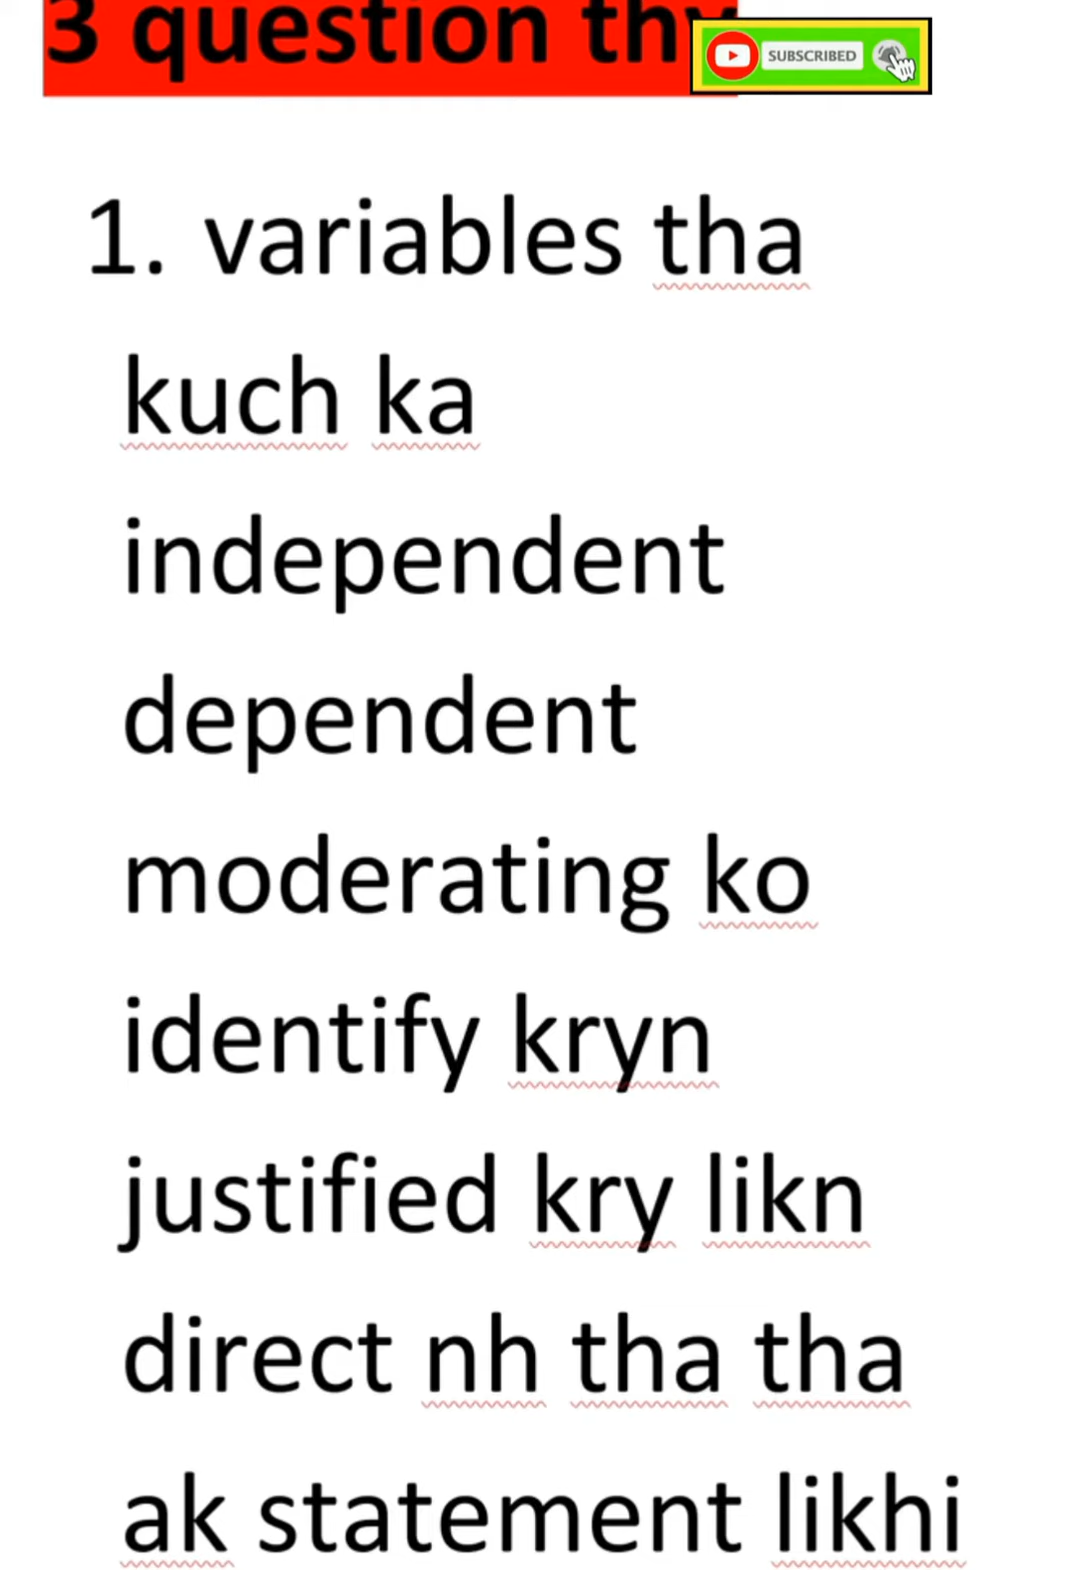 3 question thy
SUBSCRIBED
1. variables tha
kuch ka
independent
dependent
moderating ko
identify kryn
justified kry likn
direct nh tha tha
ak statement likhi